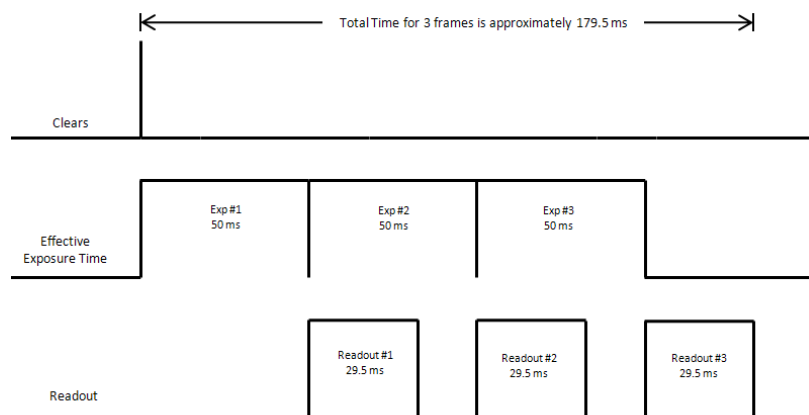 Total Time for 3 frames is approximately 179.5 ms
Clears
Exp #1
50 ms
Exp #2
50 ms
Exp #3
50 ms
Effective
Exposure Time
Readout #1
29.5 ms
Readout #2
29.5 ms
Readout #3
29.5 ms
Readout